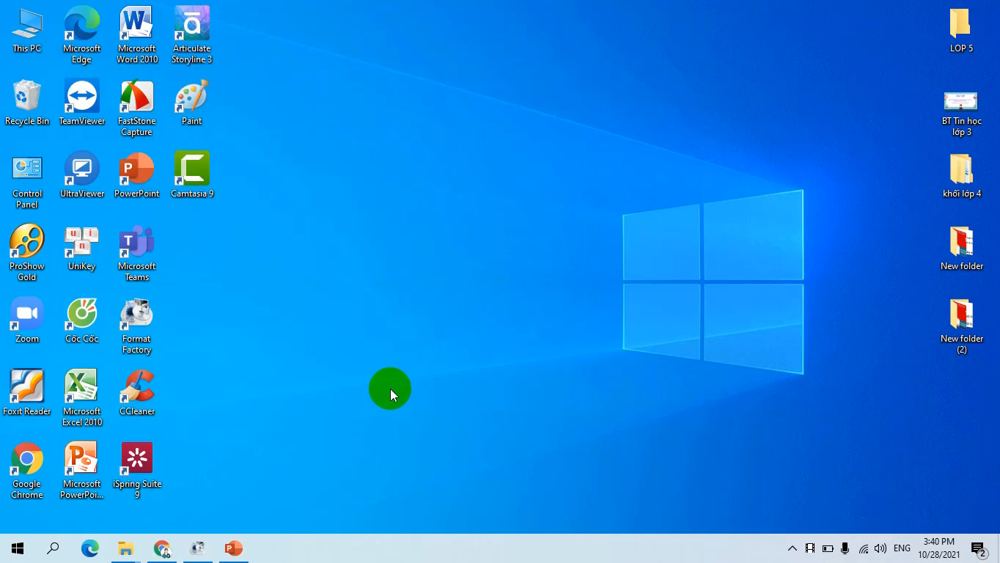 This PC
Microsoft
Edge
Microsoft
Word 2010
Articulate
Storyline 3
LOP 5
Recycle Bin
TeamViewer
FastStone
Capture
Paint
BT Tin học
lớp 3
Control
Panel
UltraViewer
PowerPoint
Camtasia 9
khối lớp 4
ProShow
Gold
UniKey
Microsoft
Teams
New folder
Zoom
Cốc Cốc
Format
Factory
New folder
(2)
Foxit Reader
Microsoft
Excel 2010
CCleaner
Google
Chrome
Microsoft
PowerPoi...
iSpring Suite
9
ENG
3:40 PM
10/28/2021
2